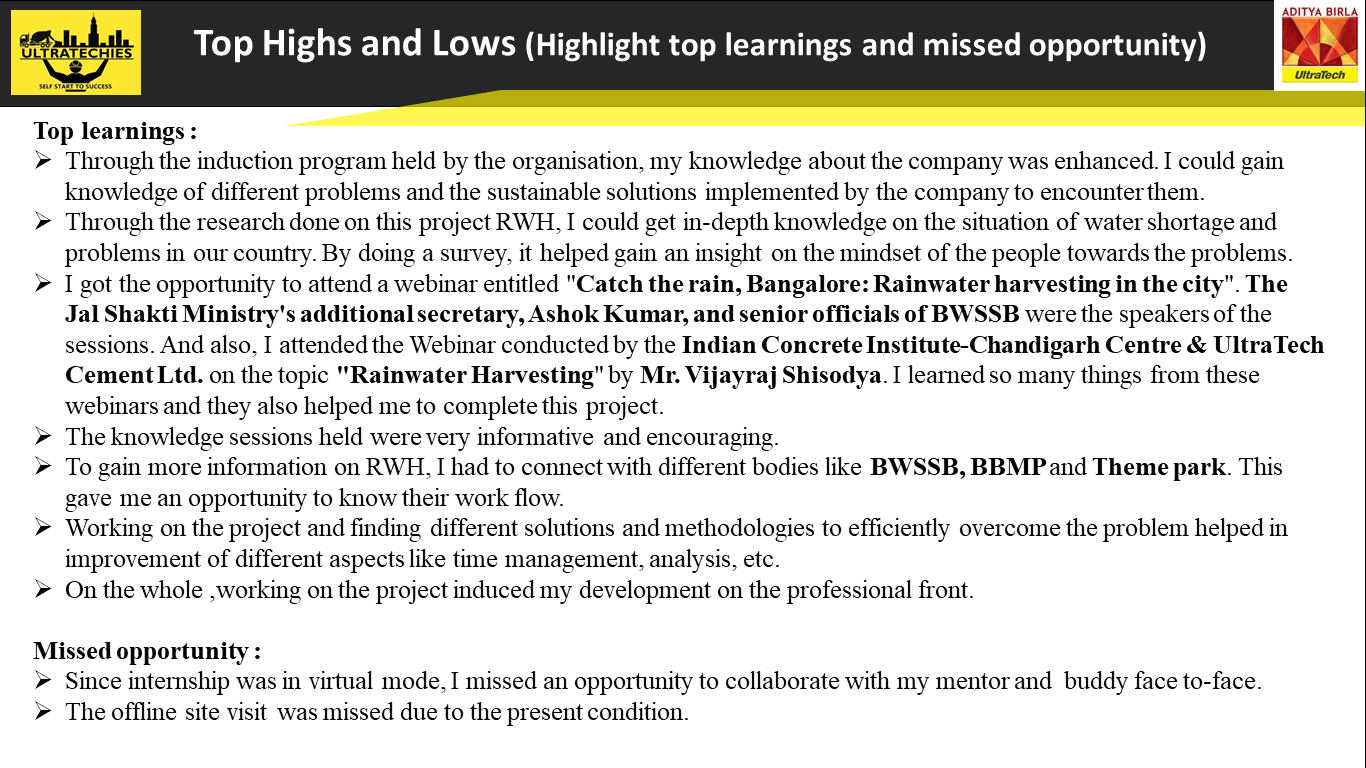 ULTRATECHIES
SELF START TO SUCCESS
Top Highs and Lows (Highlight top learnings and missed opportunity)
ADITYA BIRLA
UltraTech
Top learnings :
➢ Through the induction program held by the organisation, my knowledge about the company was enhanced. I could gain
knowledge of different problems and the sustainable solutions implemented by the company to encounter them.
➢ Through the research done on this project RWH, I could get in-depth knowledge on the situation of water shortage and
problems in our country. By doing a survey, it helped gain an insight on the mindset of the people towards the problems.
➢ I got the opportunity to attend a webinar entitled "Catch the rain, Bangalore: Rainwater harvesting in the city". The
Jal Shakti Ministry's additional secretary, Ashok Kumar, and senior officials of BWSSB were the speakers of the
sessions. And also, I attended the Webinar conducted by the Indian Concrete Institute-Chandigarh Centre & UltraTech
Cement Ltd. on the topic "Rainwater Harvesting" by Mr. Vijayraj Shisodya. I learned so many things from these
webinars and they also helped me to complete this project.
➢ The knowledge sessions held were very informative and encouraging.
➢ To gain more information on RWH, I had to connect with different bodies like BWSSB, BBMP and Theme park. This
gave me an opportunity to know their work flow.
➢ Working on the project and finding different solutions and methodologies to efficiently overcome the problem helped in
improvement of different aspects like time management, analysis, etc.
➢ On the whole ,working on the project induced my development on the professional front.
Missed opportunity :
➢ Since internship was in virtual mode, I missed an opportunity to collaborate with my mentor and buddy face to-face.
➢ The offline site visit was missed due to the present condition.